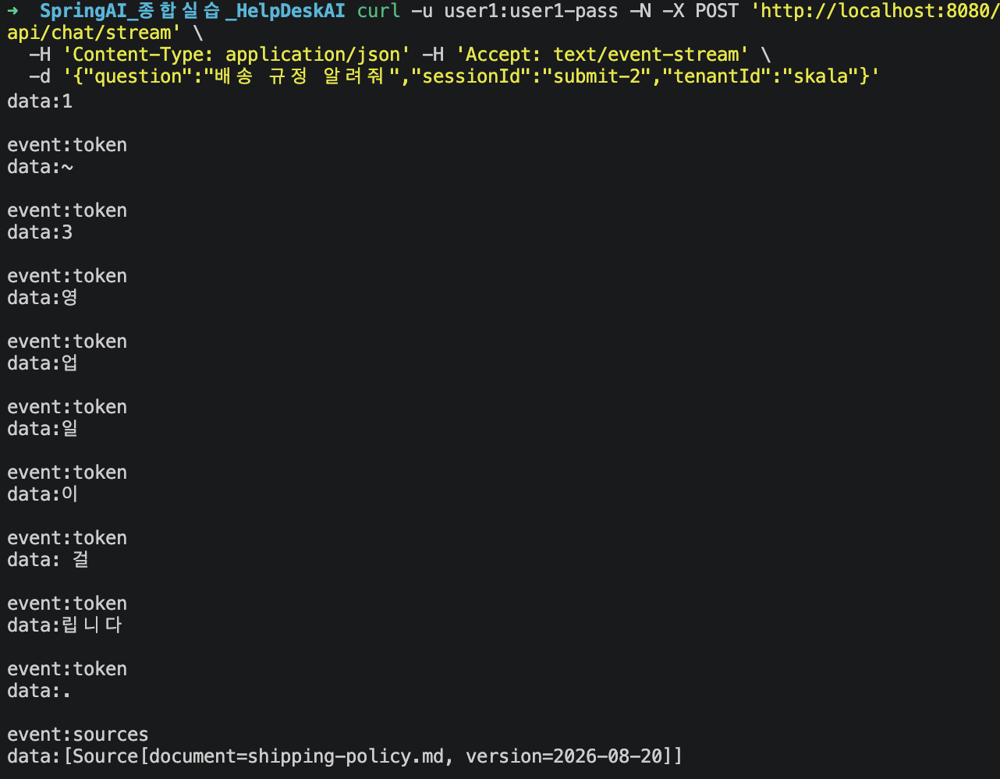 ➜  SpringAI_종합실습_HelpDeskAI curl -u user1:user1-pass -N -X POST 'http://localhost:8080/
api/chat/stream' \
  -H 'Content-Type: application/json' -H 'Accept: text/event-stream' \
  -d '{"question":"배송 규정 알려줘","sessionId":"submit-2","tenantId":"skala"}'
data:1

event:token
data:~

event:token
data:3

event:token
data:영

event:token
data:업

event:token
data:일

event:token
data:이

event:token
data: 걸

event:token
data:립니다

event:token
data:.

event:sources
data:[Source[document=shipping-policy.md, version=2026-08-20]]